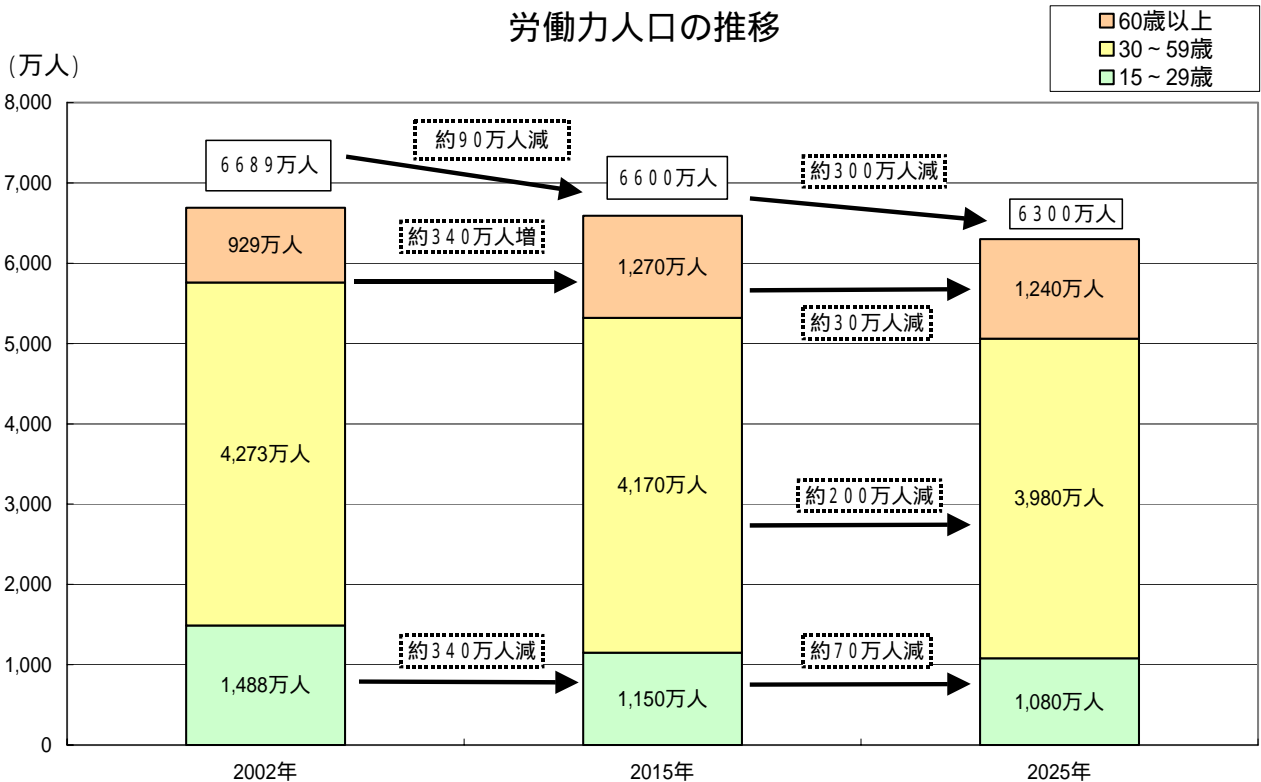 労働力人口の推移
60歳以上
30～59歳
15～29歳
(万人)
8,000
7,000
6,000
5,000
4,000
3,000
2,000
1,000
0
約90万人減
約300万人減
6689万人
6600万人
6300万人
約340万人増
約30万人減
929万人
1,270万人
1,240万人
4,273万人
4,170万人
3,980万人
約200万人減
約340万人減
約70万人減
1,488万人
1,150万人
1,080万人
2002年
2015年
2025年